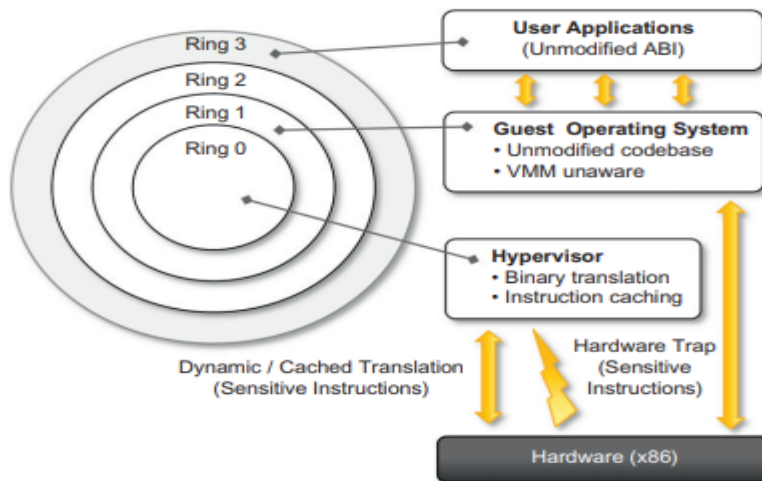 Ring 3
Ring 2
Ring 1
Ring 0
User Applications
(Unmodified ABI)
Guest Operating System
• Unmodified codebase
• VMM unaware
Hypervisor
• Binary translation
• Instruction caching
Dynamic / Cached Translation
(Sensitive Instructions)
Hardware Trap
(Sensitive
Instructions)
Hardware (x86)